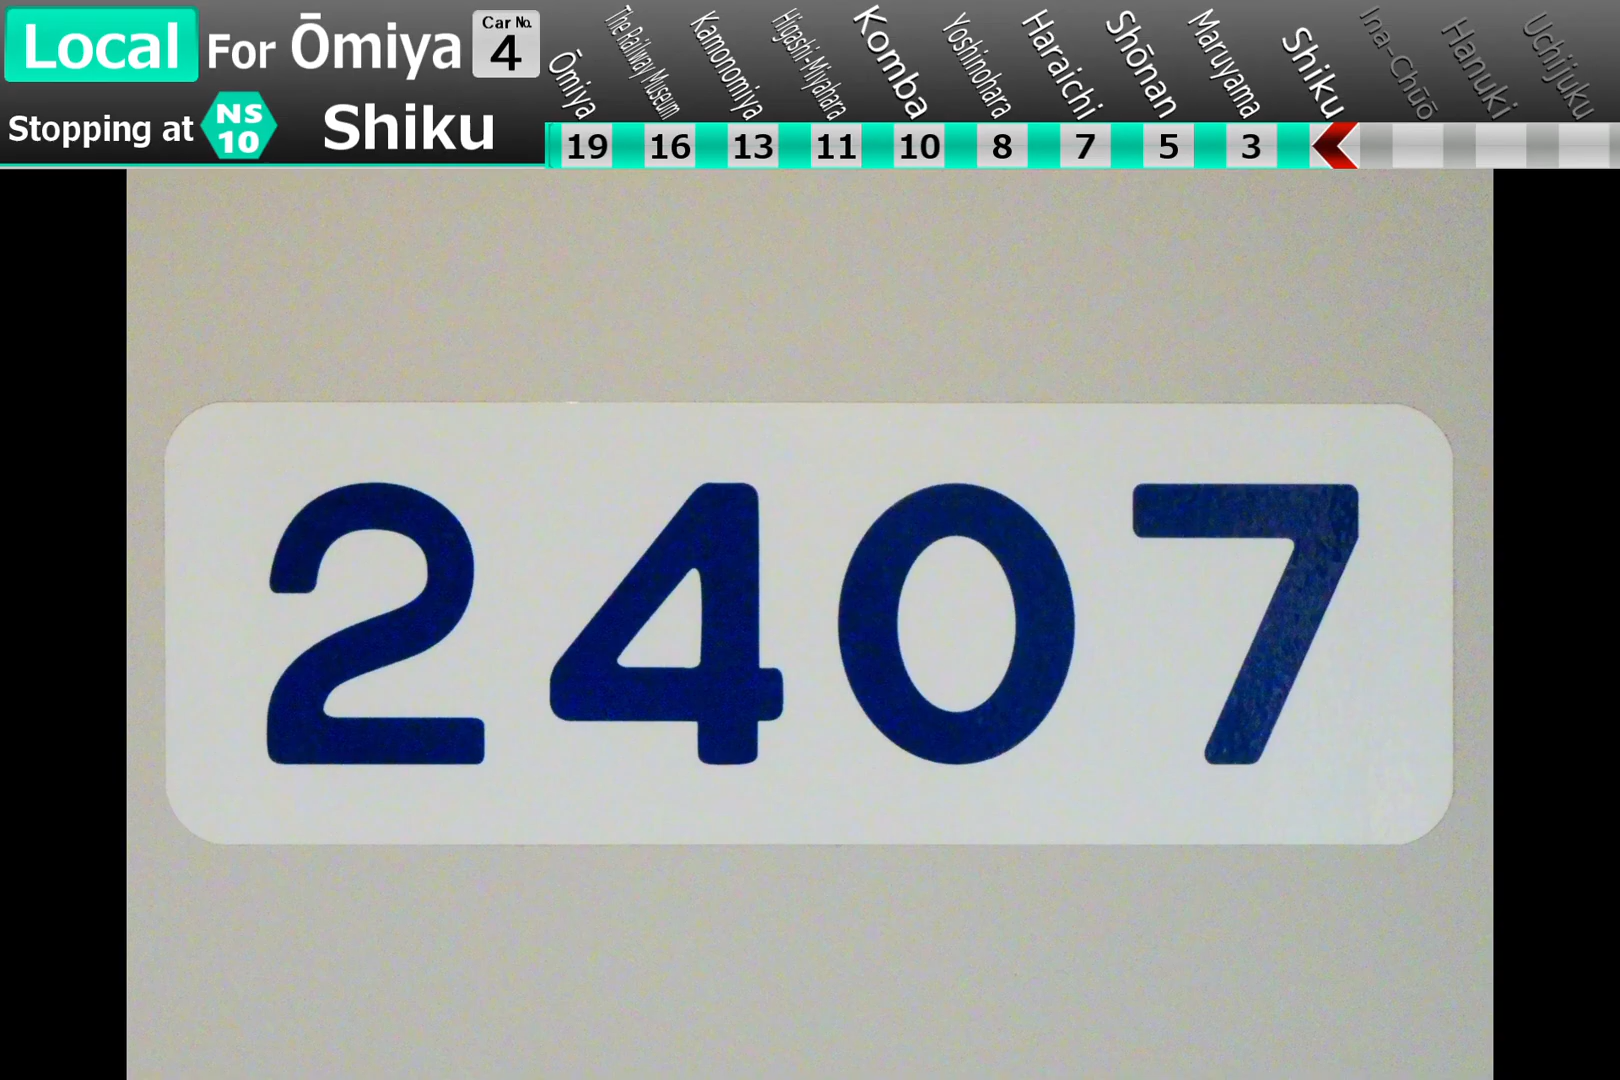 Local For Ōmiya Car No. 4
Stopping at NS 10 Shiku
Ōmiya The Railway Museum Kamonomiya Higashi-Miyahara Komba Yoshinohara Haraichi Shōnan Maruyama Shiku Ina-Chūō Hanuki Uchijuku
19 16 13 11 10 8 7 5 3
2407